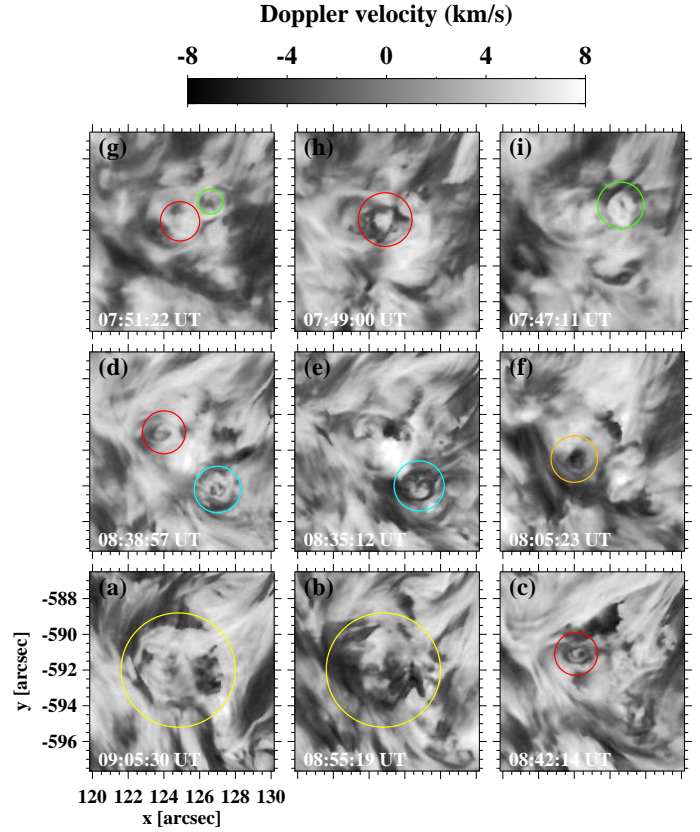 Doppler velocity (km/s)
-8 -4 0 4 8
(g) (h) (i)
07:51:22 UT 07:49:00 UT 07:47:11 UT
(d) (e) (f)
08:38:57 UT 08:35:12 UT 08:05:23 UT
(a) (b) (c)
-588
-590
-592
-594
-596
y [arcsec]
09:05:30 UT 08:55:19 UT 08:42:14 UT
120 122 124 126 128 130
x [arcsec]